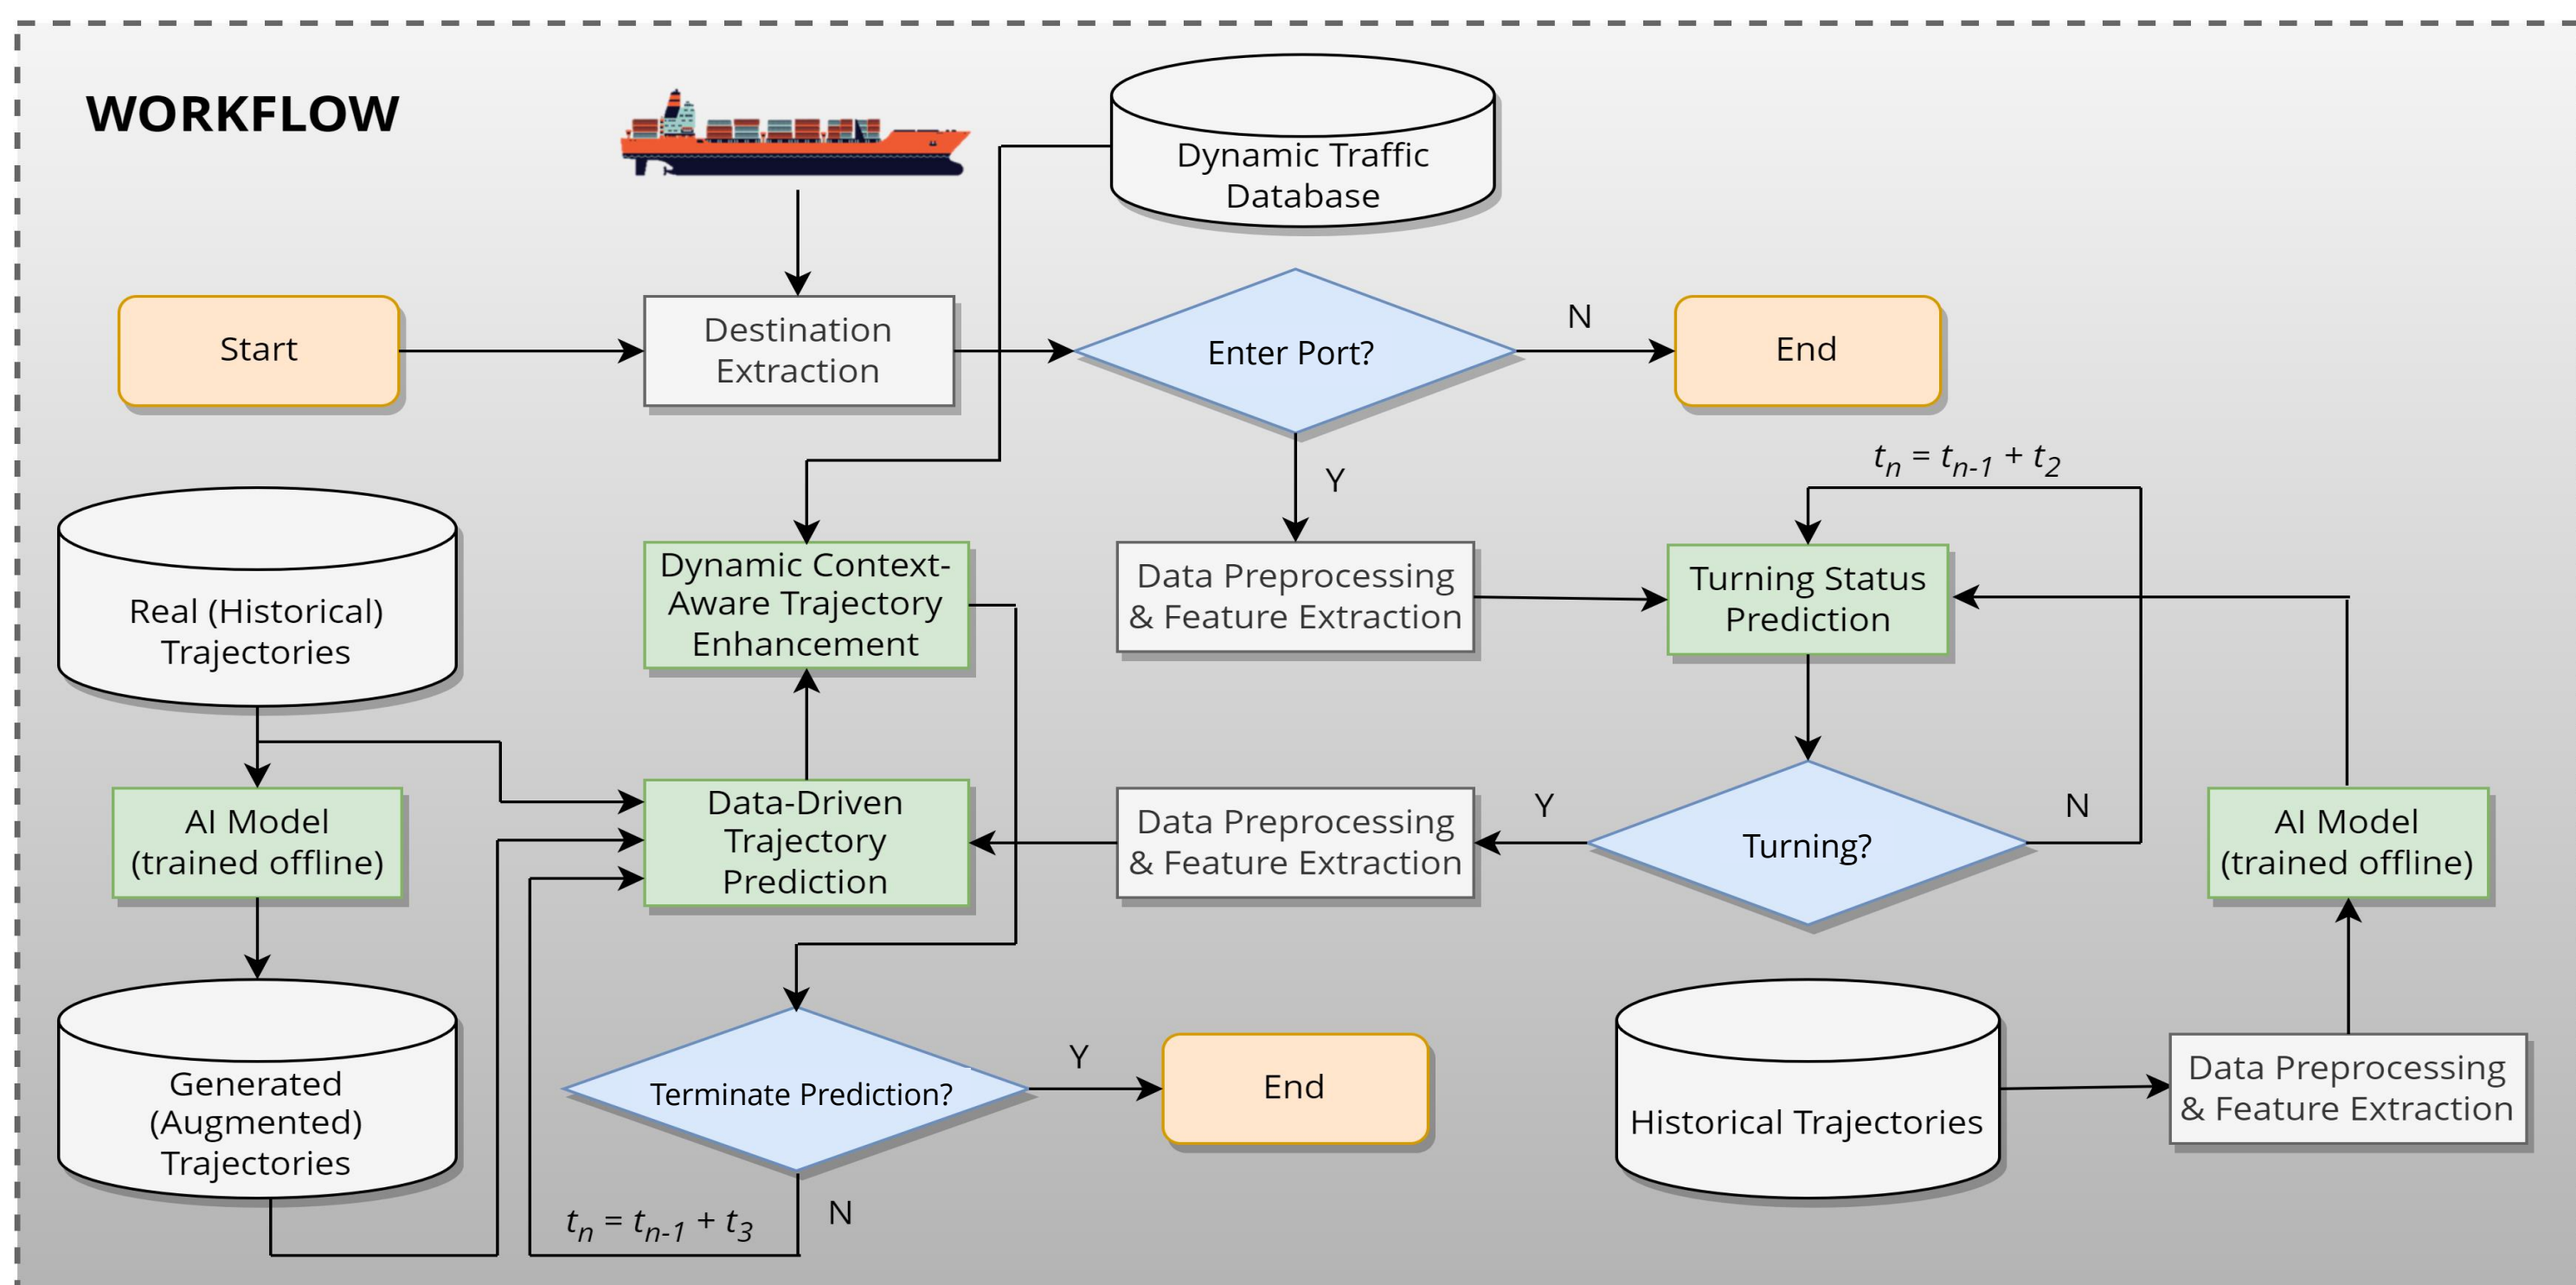 WORKFLOW
Dynamic Traffic
Database
Start
Destination
Extraction
Enter Port?
N
End
Y
tn = tn-1 + t2
Real (Historical)
Trajectories
Dynamic Context-
Aware Trajectory
Enhancement
Data Preprocessing
& Feature Extraction
Turning Status
Prediction
AI Model
(trained offline)
Data-Driven
Trajectory
Prediction
Data Preprocessing
& Feature Extraction
Y
Turning?
N
AI Model
(trained offline)
Generated
(Augmented)
Trajectories
Terminate Prediction?
Y
End
Historical Trajectories
Data Preprocessing
& Feature Extraction
tn = tn-1 + t3
N